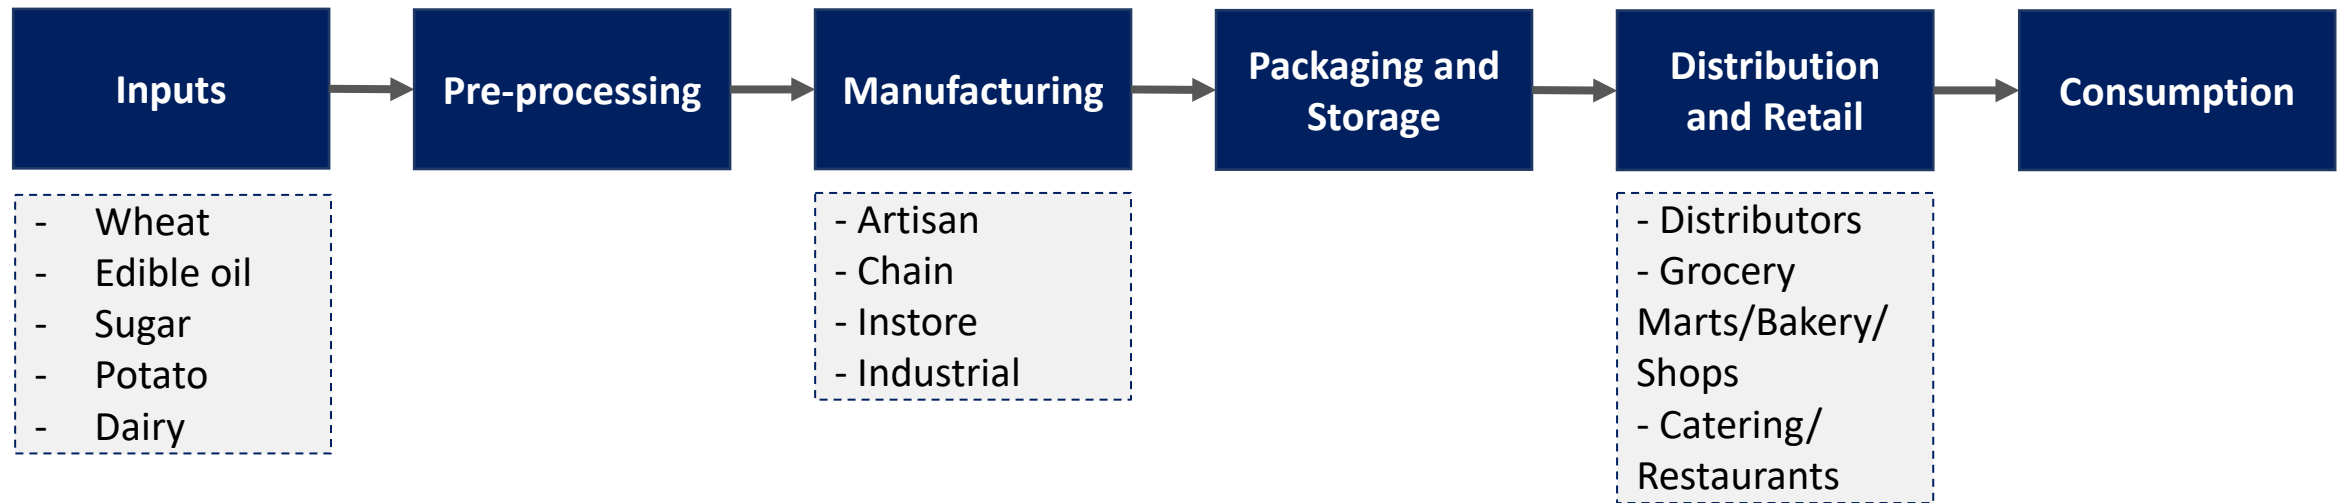 Inputs
Pre-processing
Manufacturing
Packaging and
Storage
Distribution
and Retail
Consumption
- Wheat
- Edible oil
- Sugar
- Potato
- Dairy
- Artisan
- Chain
- Instore
- Industrial
- Distributors
- Grocery
Marts/Bakery/
Shops
- Catering/
Restaurants